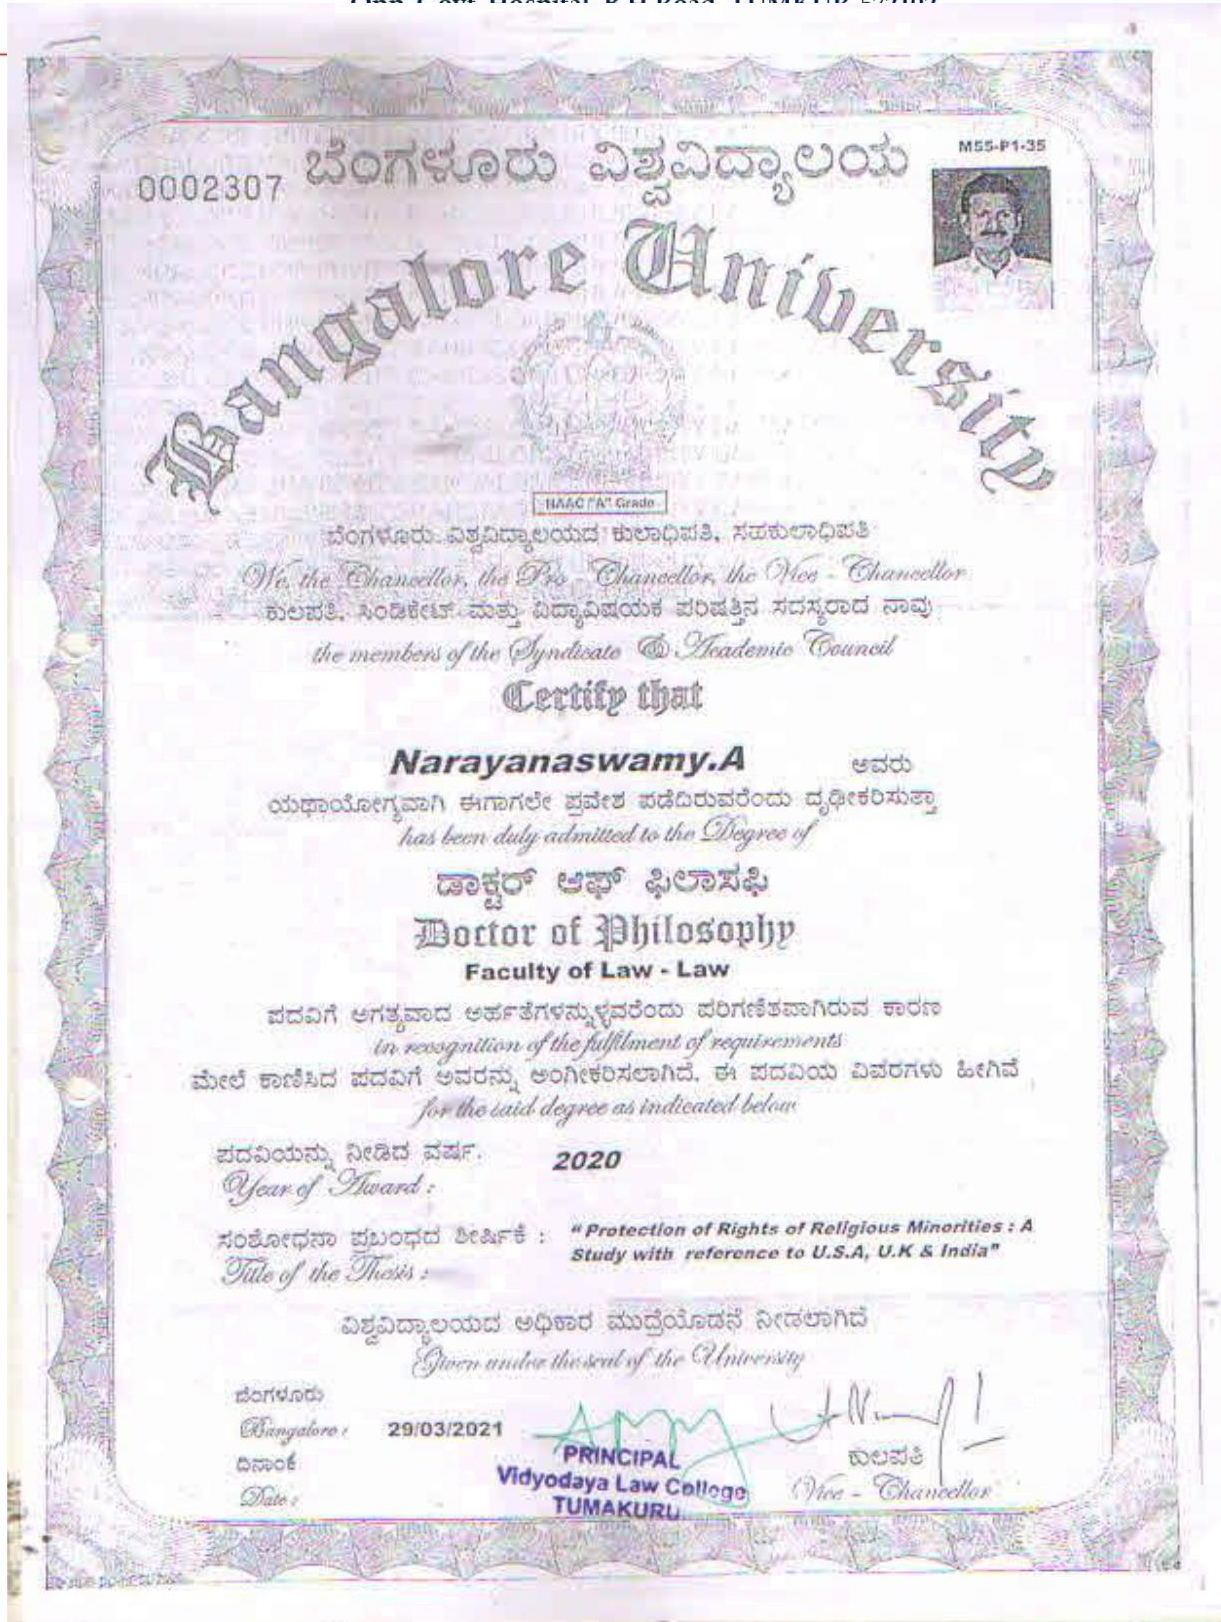 Opp. Govt. Hospital, B.H Road, TUMKUR
M55-P1-35
0002307
ಬೆಂಗಳೂರು ವಿಶ್ವವಿದ್ಯಾಲಯ
Bangalore University
NAAC "A" Grade
ಬೆಂಗಳೂರು ವಿಶ್ವವಿದ್ಯಾಲಯದ ಕುಲಾಧಿಪತಿ, ಸಹಕುಲಾಧಿಪತಿ
We, the Chancellor, the Pro - Chancellor, the Vice - Chancellor
ಕುಲಪತಿ, ಸಿಂಡಿಕೇಟ್ ಮತ್ತು ವಿದ್ಯಾವಿಷಯಕ ಪರಿಷತ್ತಿನ ಸದಸ್ಯರಾದ ನಾವು
the members of the Syndicate & Academic Council
Certify that
Narayanaswamy.A ಅವರು
ಯಥಾಯೋಗ್ಯವಾಗಿ ಈಗಾಗಲೇ ಪ್ರವೇಶ ಪಡೆದಿರುವರೆಂದು ದೃಢೀಕರಿಸುತ್ತಾ
has been duly admitted to the Degree of
ಡಾಕ್ಟರ್ ಆಫ್ ಫಿಲಾಸಫಿ
Doctor of Philosophy
Faculty of Law - Law
ಪದವಿಗೆ ಅಗತ್ಯವಾದ ಅರ್ಹತೆಗಳನ್ನುಳ್ಳವರೆಂದು ಪರಿಗಣಿತವಾಗಿರುವ ಕಾರಣ
in recognition of the fulfilment of requirements
ಮೇಲೆ ಕಾಣಿಸಿದ ಪದವಿಗೆ ಅವರನ್ನು ಅಂಗೀಕರಿಸಲಾಗಿದೆ. ಈ ಪದವಿಯ ವಿವರಗಳು ಹೀಗಿವೆ
for the said degree as indicated below
ಪದವಿಯನ್ನು ನೀಡಿದ ವರ್ಷ. 2020
Year of Award :
ಸಂಶೋಧನಾ ಪ್ರಬಂಧದ ಶೀರ್ಷಿಕೆ : "Protection of Rights of Religious Minorities : A
Study with reference to U.S.A, U.K & India"
Title of the Thesis :
ವಿಶ್ವವಿದ್ಯಾಲಯದ ಅಧಿಕಾರ ಮುದ್ರೆಯೊಡನೆ ನೀಡಲಾಗಿದೆ
Given under the seal of the University
ಬೆಂಗಳೂರು
Bangalore : 29/03/2021
ದಿನಾಂಕ
Date :
PRINCIPAL
Vidyodaya Law College
TUMAKURU
ಕುಲಪತಿ
Vice - Chancellor